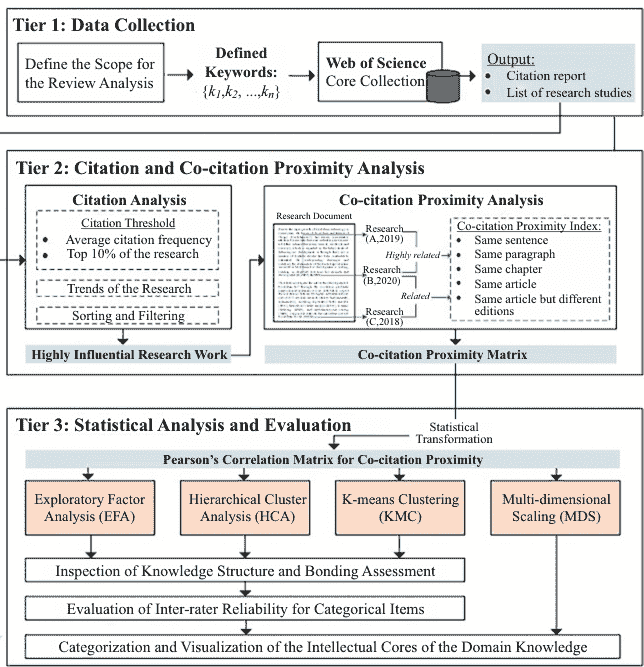 Tier 1: Data Collection
Define the Scope for
the Review Analysis
Defined
Keywords:
{k1,k2, ...,kn}
Web of Science
Core Collection
Output:
• Citation report
• List of research studies
Tier 2: Citation and Co-citation Proximity Analysis
Citation Analysis
Citation Threshold
• Average citation frequency
• Top 10% of the research
Trends of the Research
Sorting and Filtering
Highly Influential Research Work
Co-citation Proximity Analysis
Research Document
Research
(A,2019)
Highly related
Research
(B,2020)
Related
Research
(C,2018)
Co-citation Proximity Index:
• Same sentence
• Same paragraph
• Same chapter
• Same article
• Same article but different
editions
Co-citation Proximity Matrix
Tier 3: Statistical Analysis and Evaluation
Statistical
Transformation
Pearson's Correlation Matrix for Co-citation Proximity
Exploratory Factor
Analysis (EFA)
Hierarchical Cluster
Analysis (HCA)
K-means Clustering
(KMC)
Multi-dimensional
Scaling (MDS)
Inspection of Knowledge Structure and Bonding Assessment
Evaluation of Inter-rater Reliability for Categorical Items
Categorization and Visualization of the Intellectual Cores of the Domain Knowledge